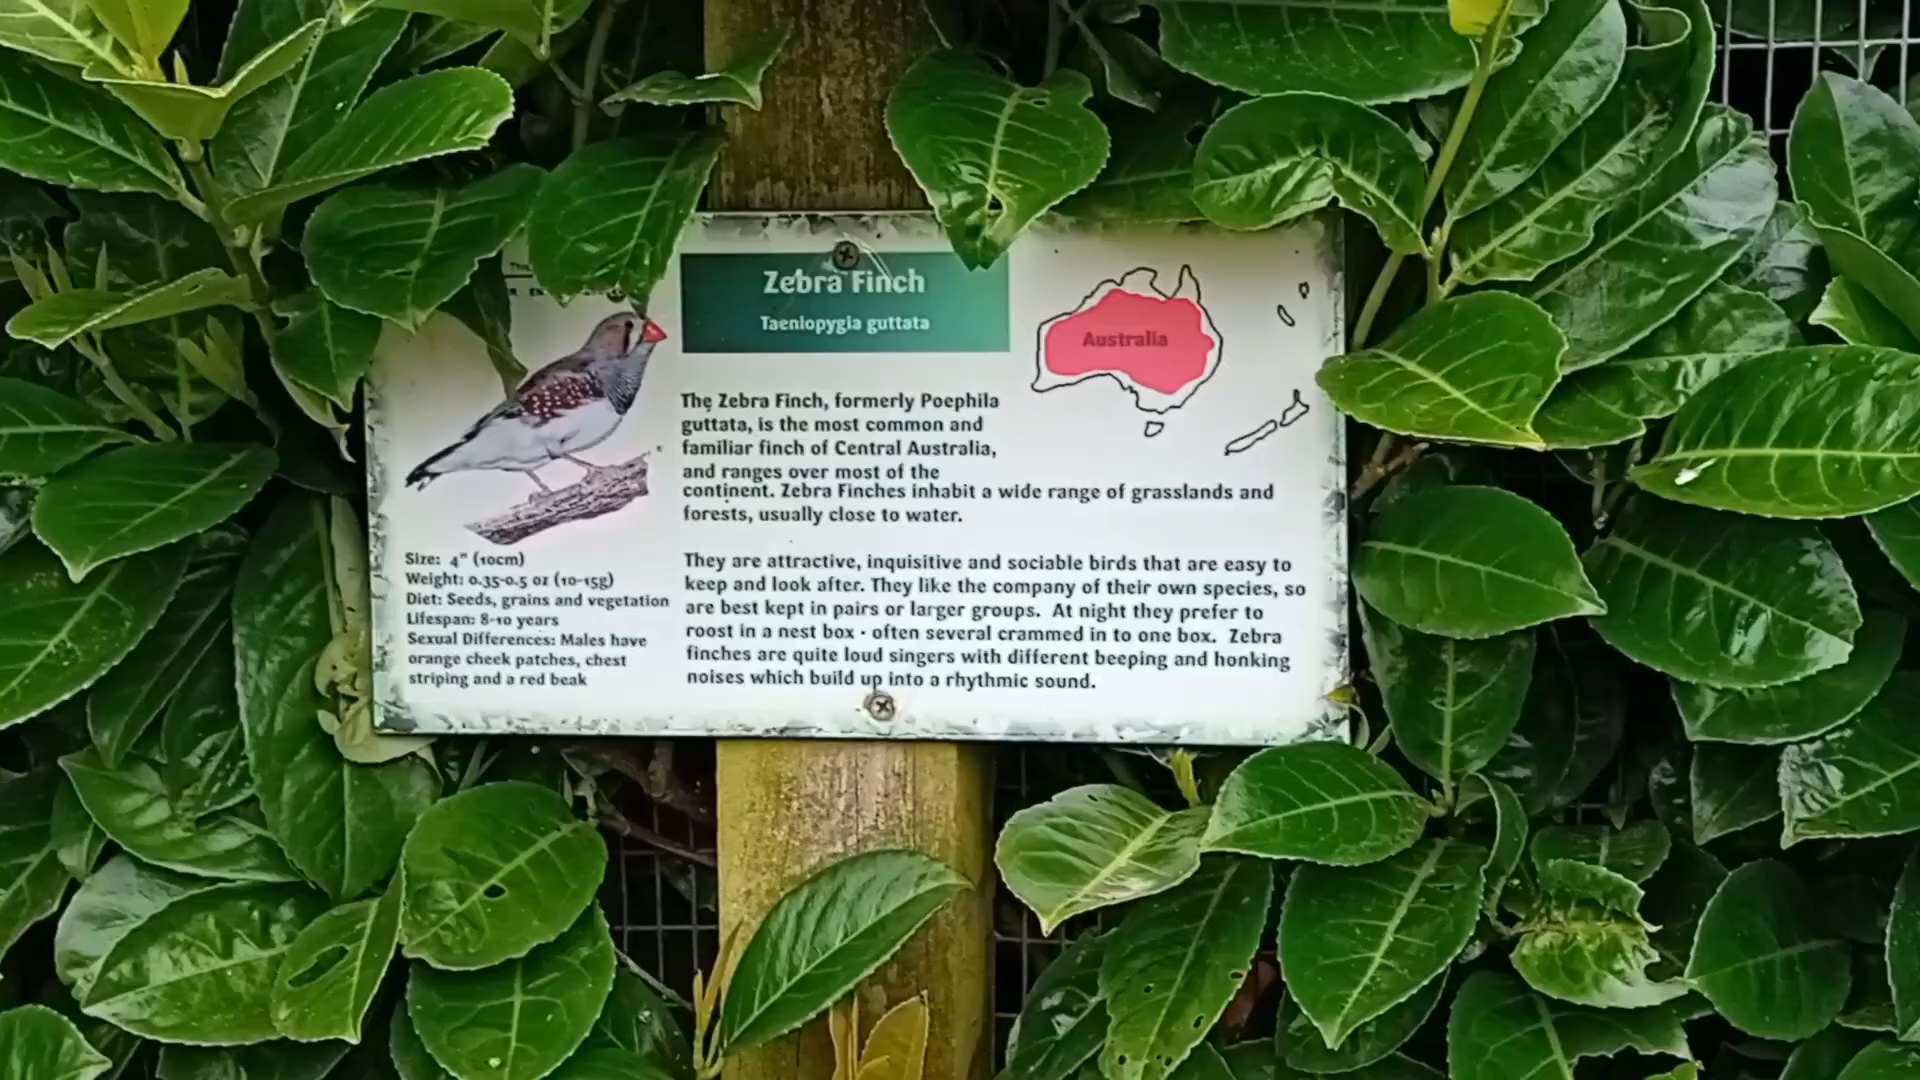 Zebra Finch
Taeniopygia guttata
Australia
The Zebra Finch, formerly Poephila
guttata, is the most common and
familiar finch of Central Australia,
and ranges over most of the
continent. Zebra Finches inhabit a wide range of grasslands and
forests, usually close to water.
They are attractive, inquisitive and sociable birds that are easy to
keep and look after. They like the company of their own species, so
are best kept in pairs or larger groups. At night they prefer to
roost in a nest box - often several crammed in to one box. Zebra
finches are quite loud singers with different beeping and honking
noises which build up into a rhythmic sound.
Size: 4" (10cm)
Weight: 0.35-0.5 oz (10-15g)
Diet: Seeds, grains and vegetation
Lifespan: 8-10 years
Sexual Differences: Males have
orange cheek patches, chest
striping and a red beak